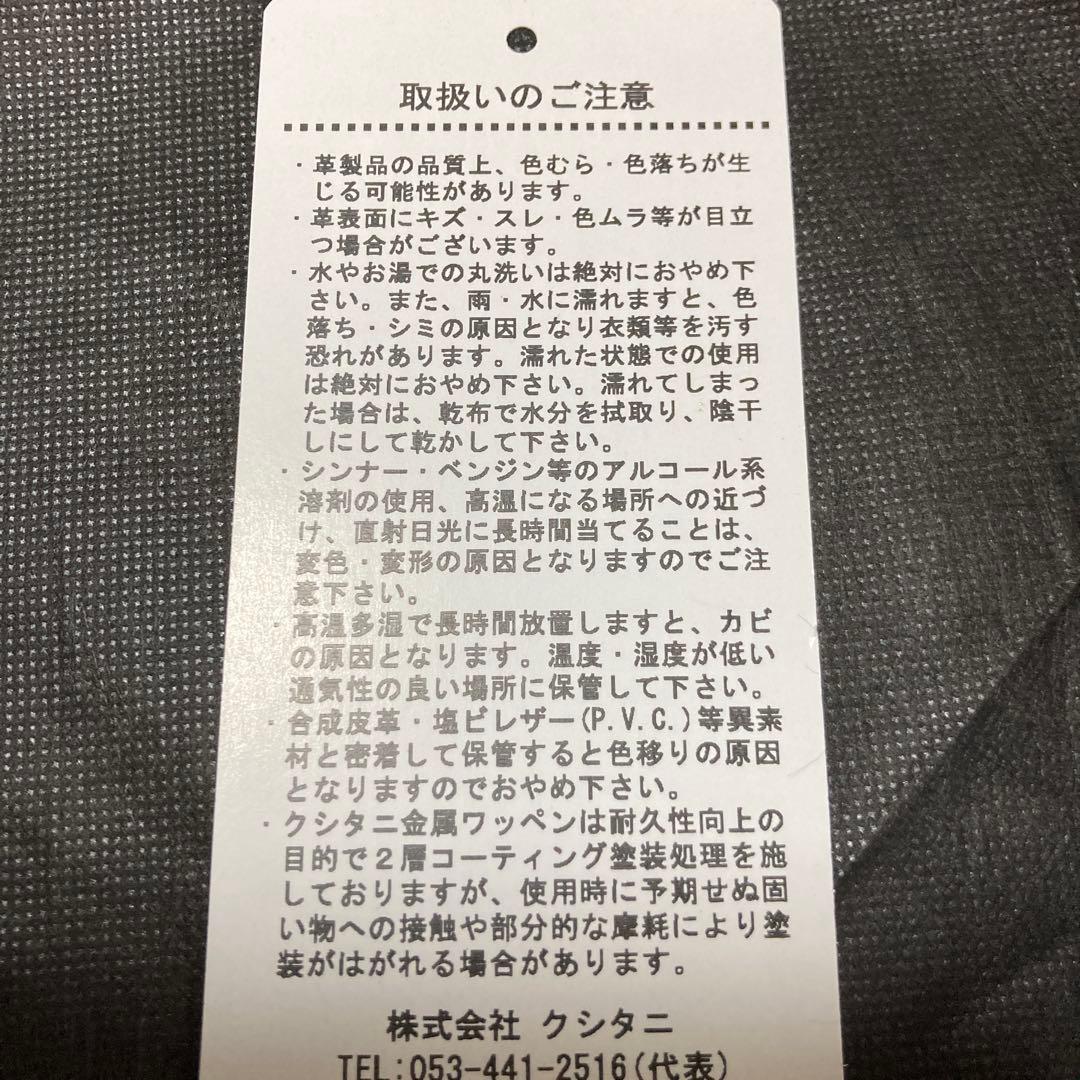 取扱いのご注意
・革製品の品質上、色むら・色落ちが生
じる可能性があります。
・革表面にキズ・スレ・色ムラ等が目立
つ場合がございます。
・水やお湯での丸洗いは絶対におやめ下
さい。また、雨・水に濡れますと、色
落ち・シミの原因となり衣類等を汚す
恐れがあります。濡れた状態での使用
は絶対におやめ下さい。濡れてしまっ
た場合は、乾布で水分を拭取り、陰干
しにして乾かして下さい。
・シンナー・ベンジン等のアルコール系
溶剤の使用、高温になる場所への近づ
け、直射日光に長時間当てることは、
変色・変形の原因となりますのでご注
意下さい。
・高温多湿で長時間放置しますと、カビ
の原因となります。温度・湿度が低い
通気性の良い場所に保管して下さい。
・合成皮革・塩ビレザー(P.V.C.)等異素
材と密着して保管すると色移りの原因
となりますのでおやめ下さい。
・クシタニ金属ワッペンは耐久性向上の
目的で２層コーティング塗装処理を施
しておりますが、使用時に予期せぬ固
い物への接触や部分的な摩耗により塗
装がはがれる場合があります。
株式会社 クシタニ
TEL:053-441-2516(代表)